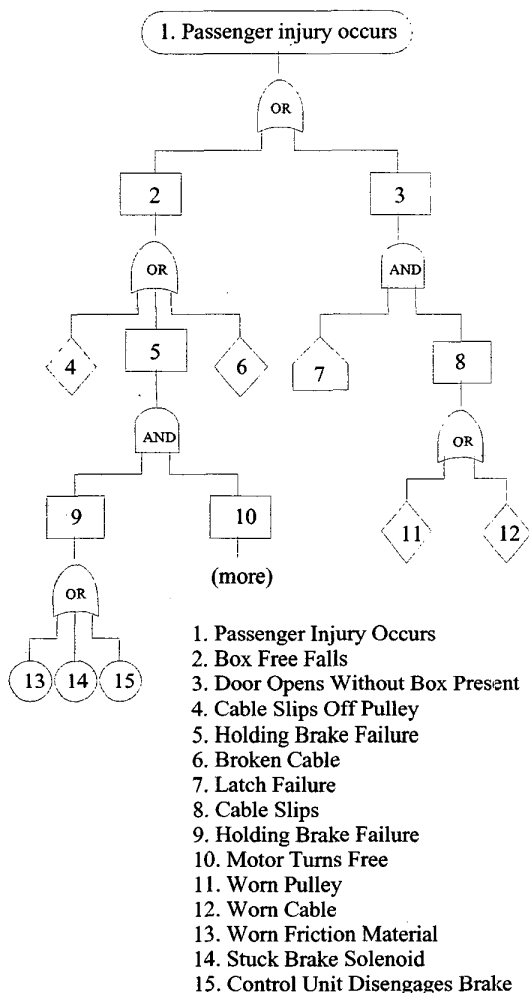 1. Passenger injury occurs
OR
2
3
OR
AND
4
5
6
7
8
AND
OR
9
10
11
12
(more)
OR
13
14
15
1. Passenger Injury Occurs
2. Box Free Falls
3. Door Opens Without Box Present
4. Cable Slips Off Pulley
5. Holding Brake Failure
6. Broken Cable
7. Latch Failure
8. Cable Slips
9. Holding Brake Failure
10. Motor Turns Free
11. Worn Pulley
12. Worn Cable
13. Worn Friction Material
14. Stuck Brake Solenoid
15. Control Unit Disengages Brake